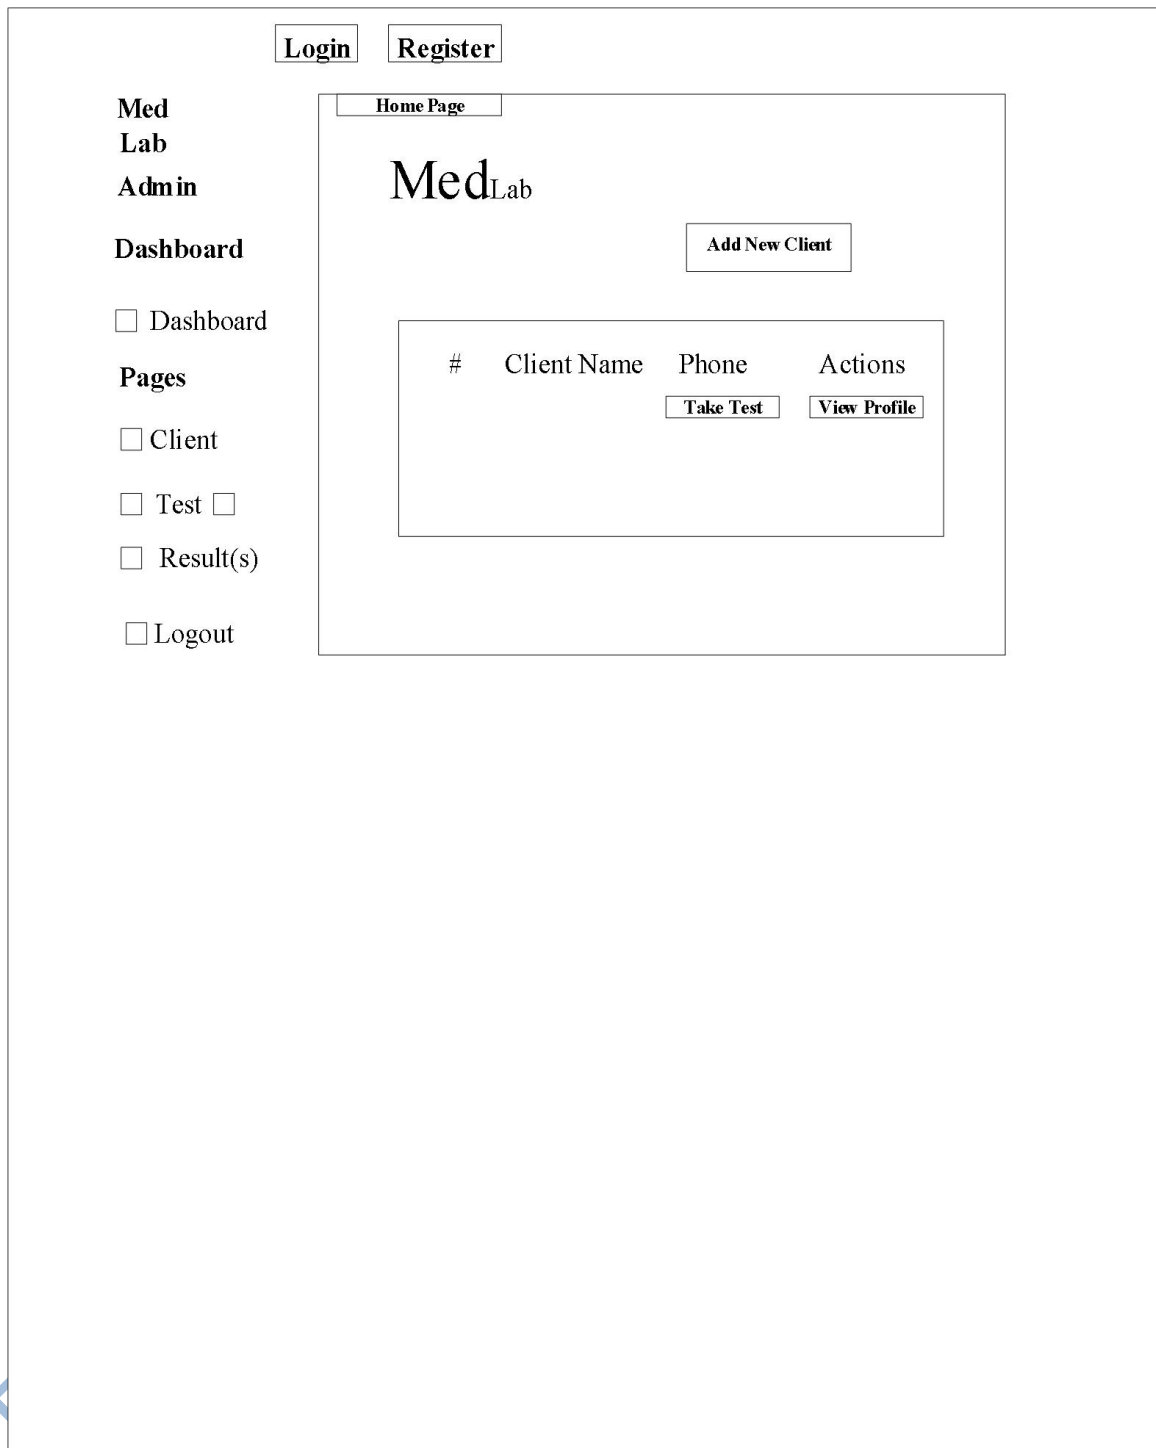 Login Register
Med
Lab
Admin
Dashboard
Dashboard
Pages
Client
Test
Result(s)
Logout
Home Page
MedLab
Add New Client
# Client Name Phone Actions
Take Test View Profile